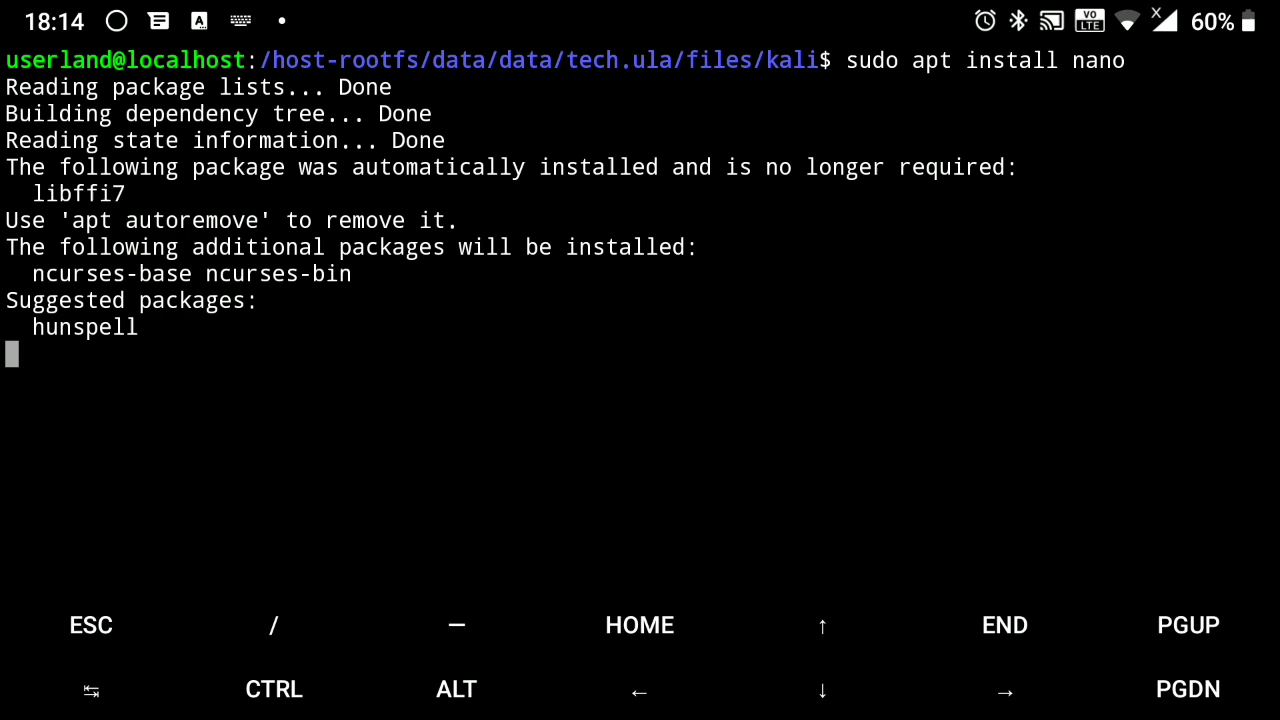 18:14 A VO LTE X 60%
userland@localhost:/host-rootfs/data/data/tech.ula/files/kali$ sudo apt install nano
Reading package lists... Done
Building dependency tree... Done
Reading state information... Done
The following package was automatically installed and is no longer required:
  libffi7
Use 'apt autoremove' to remove it.
The following additional packages will be installed:
  ncurses-base ncurses-bin
Suggested packages:
  hunspell
ESC / — HOME ↑ END PGUP
↹ CTRL ALT ← ↓ → PGDN